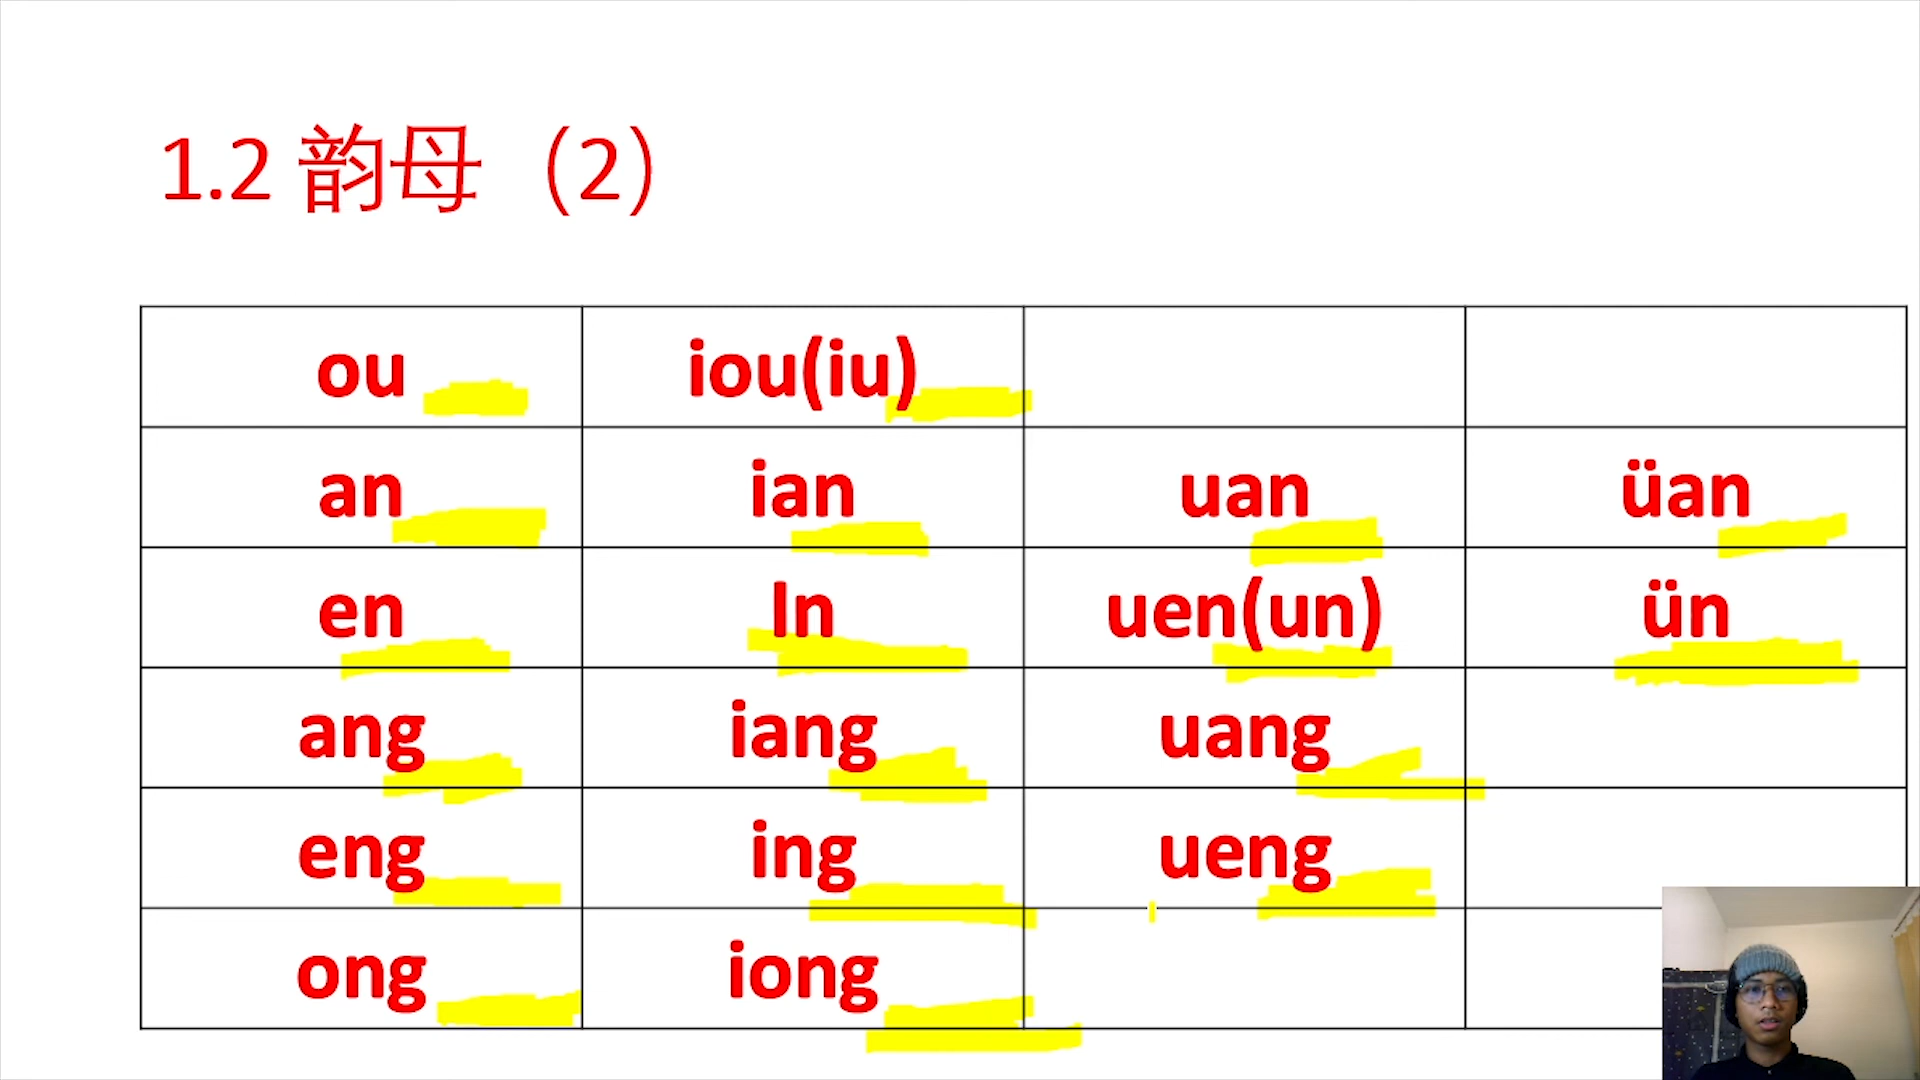 1.2 韵母（2）
ou iou(iu)
an ian uan üan
en In uen(un) ün
ang iang uang
eng ing ueng
ong iong